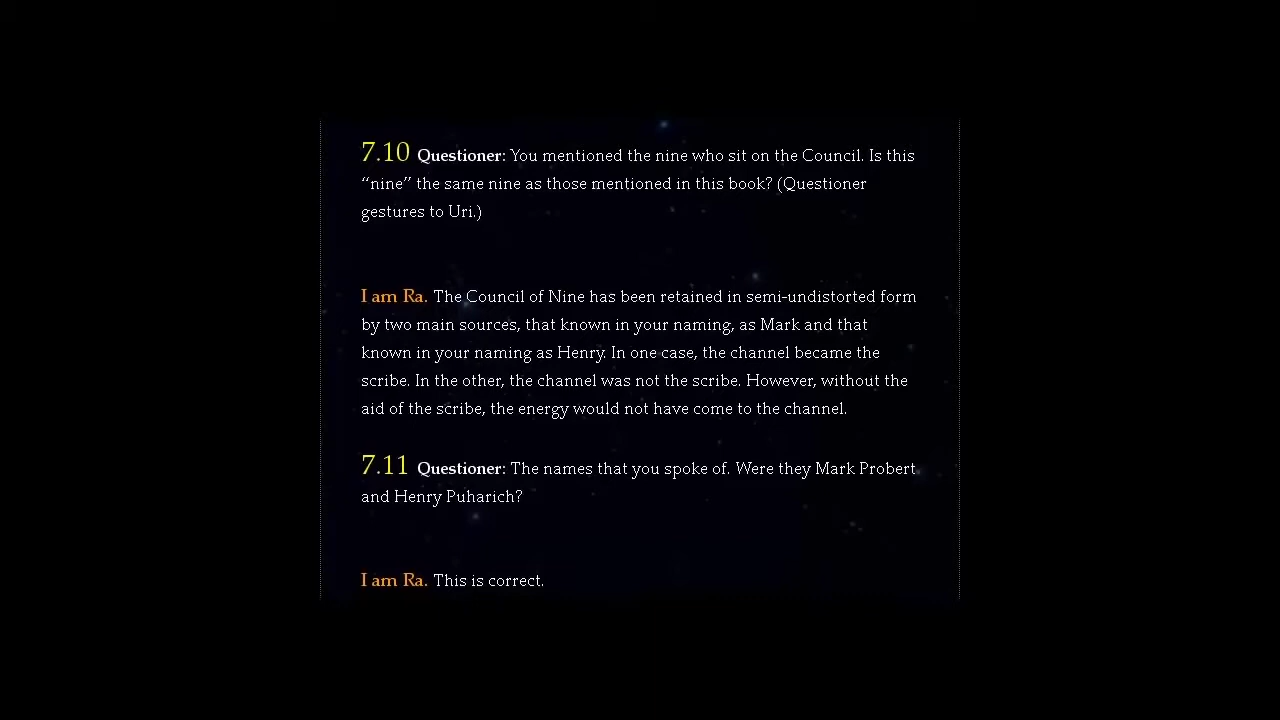 7.10 Questioner: You mentioned the nine who sit on the Council. Is this
“nine” the same nine as those mentioned in this book? (Questioner
gestures to Uri.)
I am Ra. The Council of Nine has been retained in semi-undistorted form
by two main sources, that known in your naming, as Mark and that
known in your naming as Henry. In one case, the channel became the
scribe. In the other, the channel was not the scribe. However, without the
aid of the scribe, the energy would not have come to the channel.
7.11 Questioner: The names that you spoke of. Were they Mark Probert
and Henry Puharich?
I am Ra. This is correct.